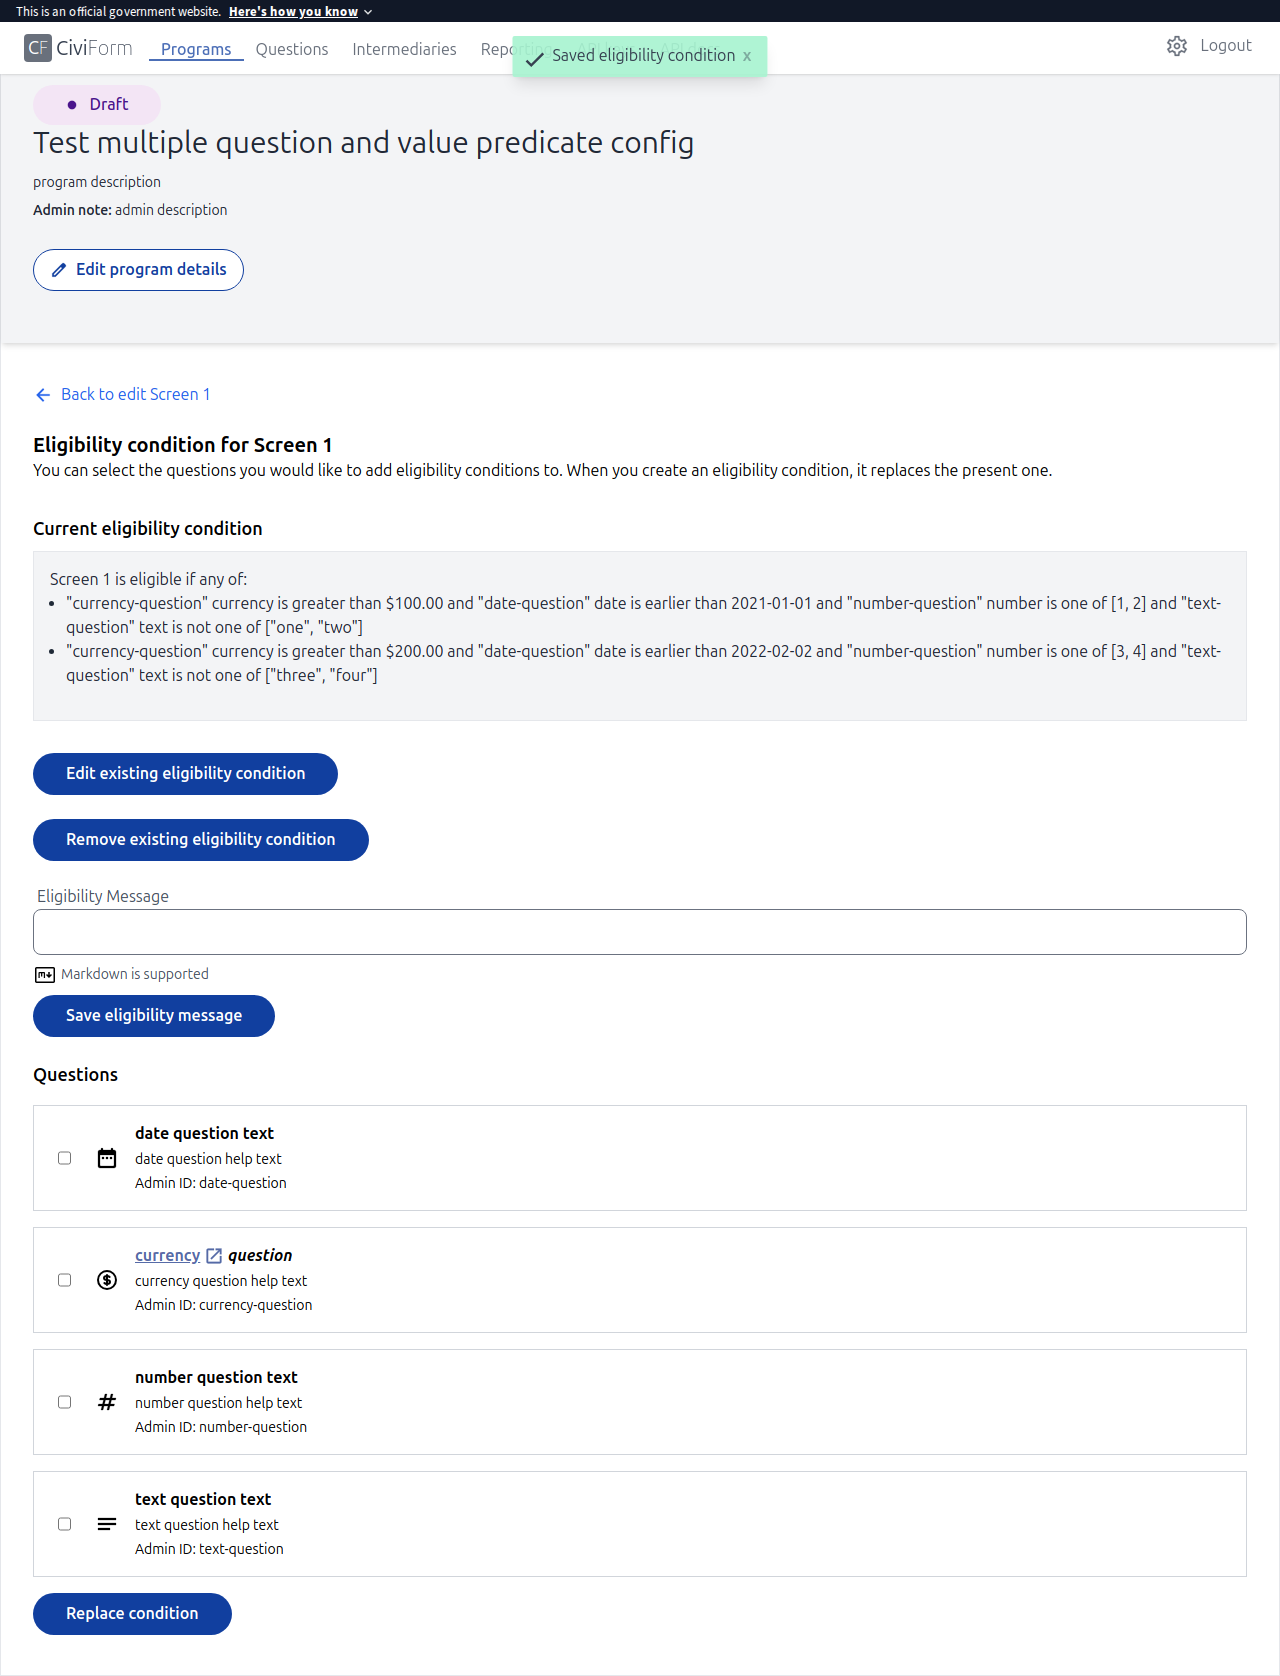 This is an official government website. Here's how you know
CF CiviForm Programs Questions Intermediaries Logout
Saved eligibility condition x
Draft
Test multiple question and value predicate config
program description
Admin note: admin description
Edit program details
Back to edit Screen 1
Eligibility condition for Screen 1
You can select the questions you would like to add eligibility conditions to. When you create an eligibility condition, it replaces the present one.
Current eligibility condition
Screen 1 is eligible if any of:
• "currency-question" currency is greater than $100.00 and "date-question" date is earlier than 2021-01-01 and "number-question" number is one of [1, 2] and "text-
question" text is not one of ["one", "two"]
• "currency-question" currency is greater than $200.00 and "date-question" date is earlier than 2022-02-02 and "number-question" number is one of [3, 4] and "text-
question" text is not one of ["three", "four"]
Edit existing eligibility condition
Remove existing eligibility condition
Eligibility Message
Markdown is supported
Save eligibility message
Questions
date question text
date question help text
Admin ID: date-question
currency question
currency question help text
Admin ID: currency-question
number question text
number question help text
Admin ID: number-question
text question text
text question help text
Admin ID: text-question
Replace condition